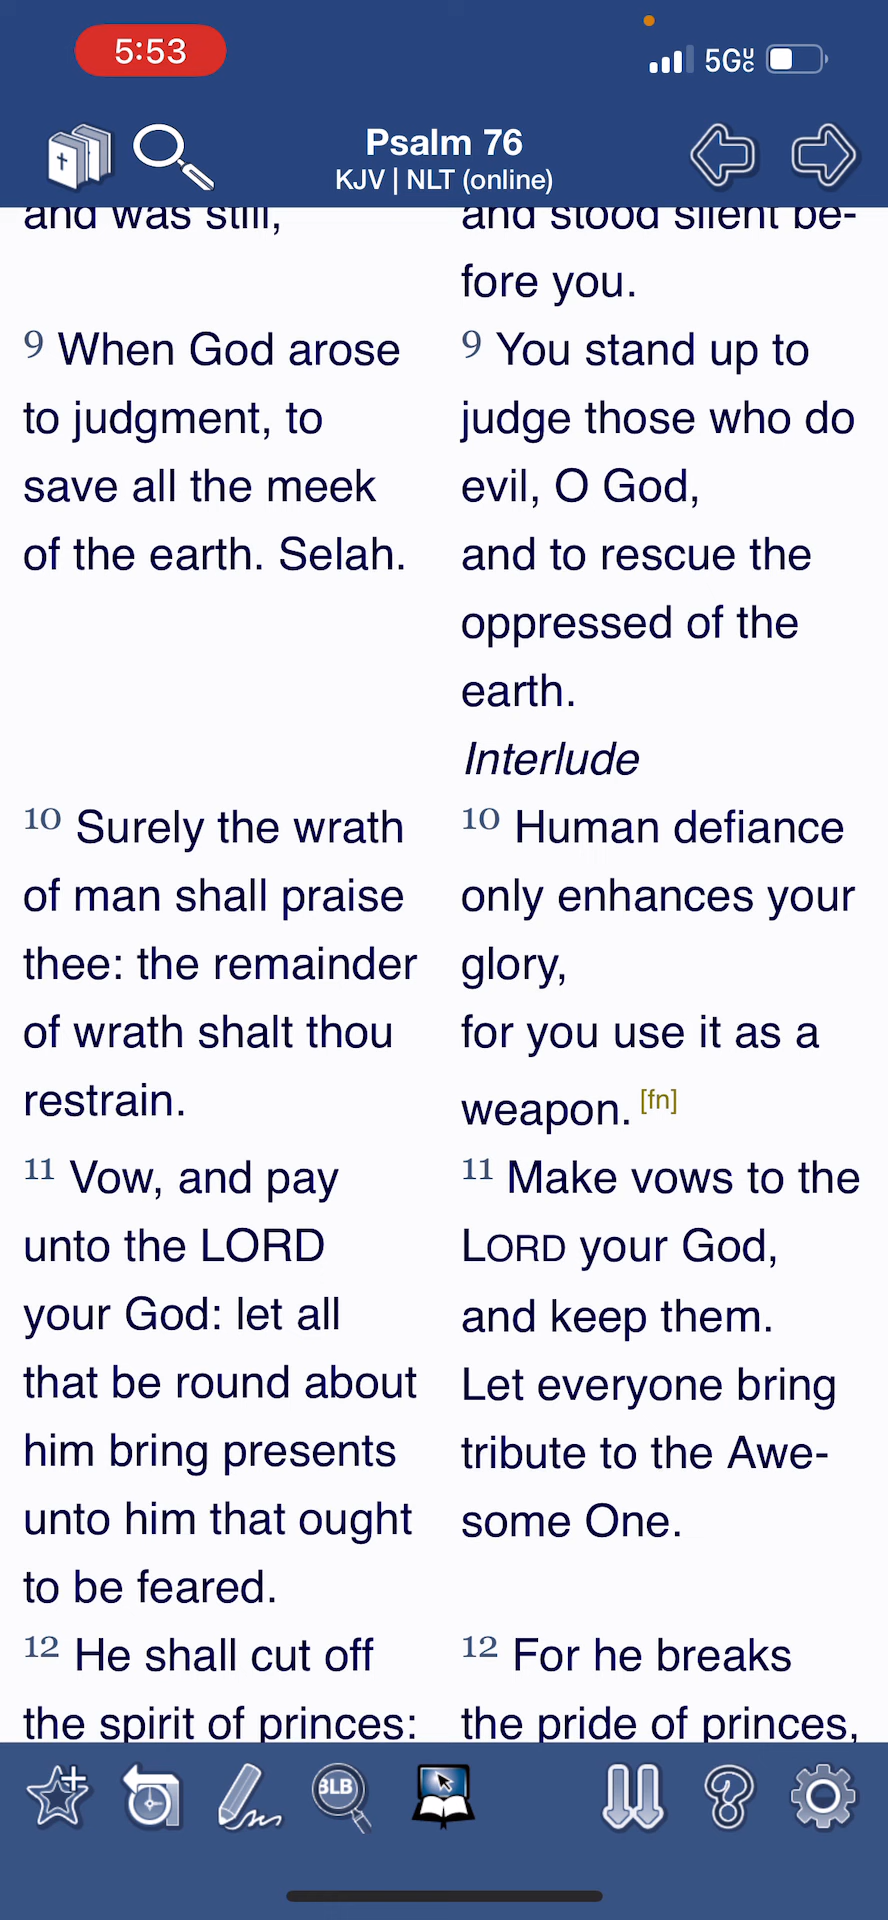 5:53
5G
Psalm 76
KJV | NLT (online)
and was still,
9 When God arose
to judgment, to
save all the meek
of the earth. Selah.
10 Surely the wrath
of man shall praise
thee: the remainder
of wrath shalt thou
restrain.
11 Vow, and pay
unto the LORD
your God: let all
that be round about
him bring presents
unto him that ought
to be feared.
12 He shall cut off
the spirit of princes:
and stood silent be-
fore you.
9 You stand up to
judge those who do
evil, O God,
and to rescue the
oppressed of the
earth.
Interlude
10 Human defiance
only enhances your
glory,
for you use it as a
weapon. [fn]
11 Make vows to the
LORD your God,
and keep them.
Let everyone bring
tribute to the Awe-
some One.
12 For he breaks
the pride of princes,
BLB